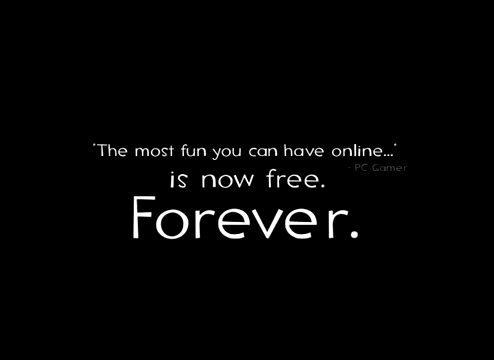 "The most fun you can have online..."
- PC Gamer
is now free.
Forever.